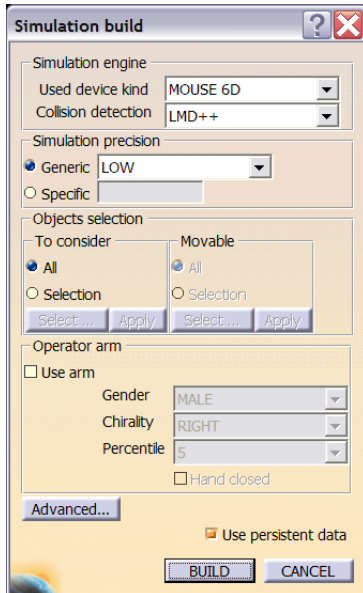 Simulation build
Simulation engine
Used device kind MOUSE 6D
Collision detection LMD++
Simulation precision
Generic LOW
Specific
Objects selection
To consider Movable
All All
Selection Selection
Select ... Apply Select ... Apply
Operator arm
Use arm
Gender MALE
Chirality RIGHT
Percentile 5
Hand closed
Advanced...
Use persistent data
BUILD CANCEL